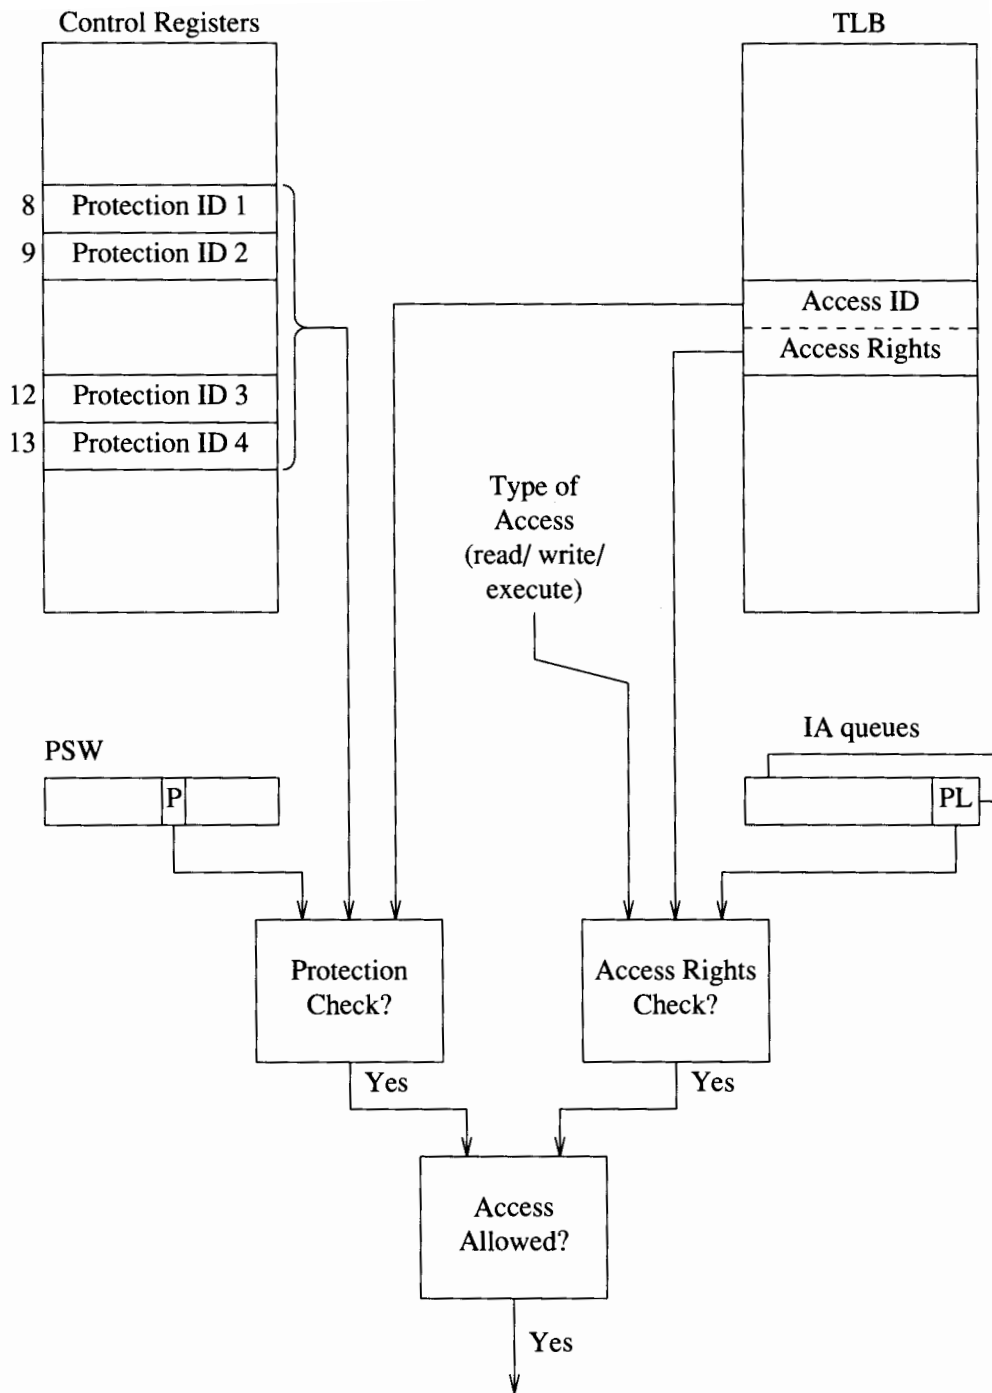 Control Registers
TLB
8 Protection ID 1
9 Protection ID 2
Access ID
Access Rights
12 Protection ID 3
13 Protection ID 4
Type of
Access
(read/ write/
execute)
IA queues
PSW
P
PL
Protection
Check?
Access Rights
Check?
Yes
Yes
Access
Allowed?
Yes